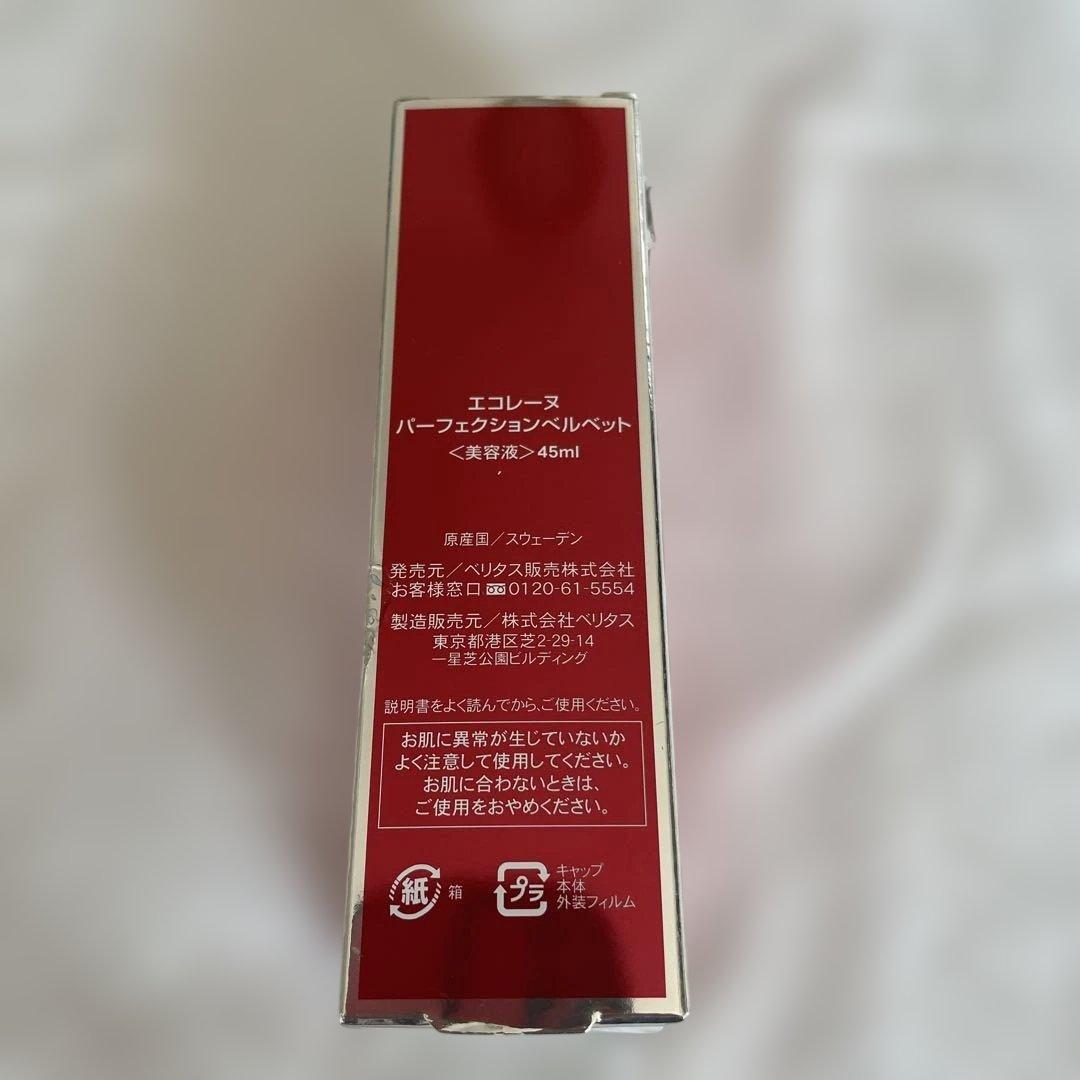 エコレーヌ
パーフェクションベルベット
＜美容液＞45ml
原産国／スウェーデン
発売元／ベリタス販売株式会社
お客様窓口 0120-61-5554
製造販売元／株式会社ベリタス
東京都港区芝2-29-14
一星芝公園ビルディング
説明書をよく読んでから、ご使用ください。
お肌に異常が生じていないか
よく注意して使用してください。
お肌に合わないときは、
ご使用をおやめください。
紙 箱
プラ キャップ
本体
外装フィルム